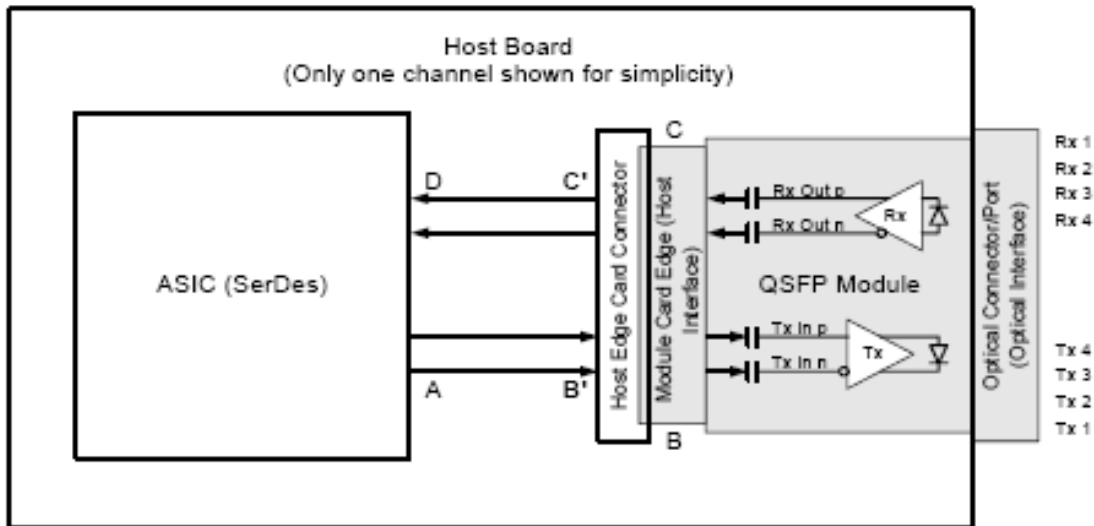 Host Board
(Only one channel shown for simplicity)
ASIC (SerDes)
D
C'
A
B'
Host Edge Card Connector
C
Module Card Edge (Host
Interface)
B
Rx Out p
Rx Out n
Rx
QSFP Module
Tx In p
Tx In n
Tx
Optical Connector/Port
(Optical Interface)
Rx 1
Rx 2
Rx 3
Rx 4
Tx 4
Tx 3
Tx 2
Tx 1